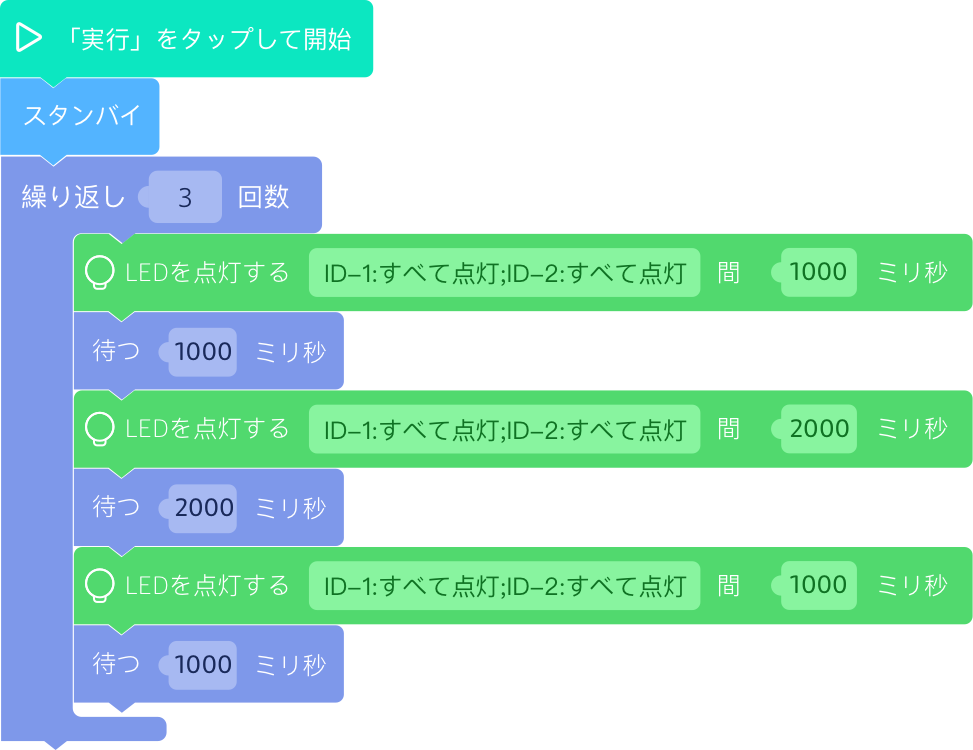 「実行」をタップして開始
スタンバイ
繰り返し 3 回数
LEDを点灯する ID-1:すべて点灯;ID-2:すべて点灯 間 1000 ミリ秒
待つ 1000 ミリ秒
LEDを点灯する ID-1:すべて点灯;ID-2:すべて点灯 間 2000 ミリ秒
待つ 2000 ミリ秒
LEDを点灯する ID-1:すべて点灯;ID-2:すべて点灯 間 1000 ミリ秒
待つ 1000 ミリ秒